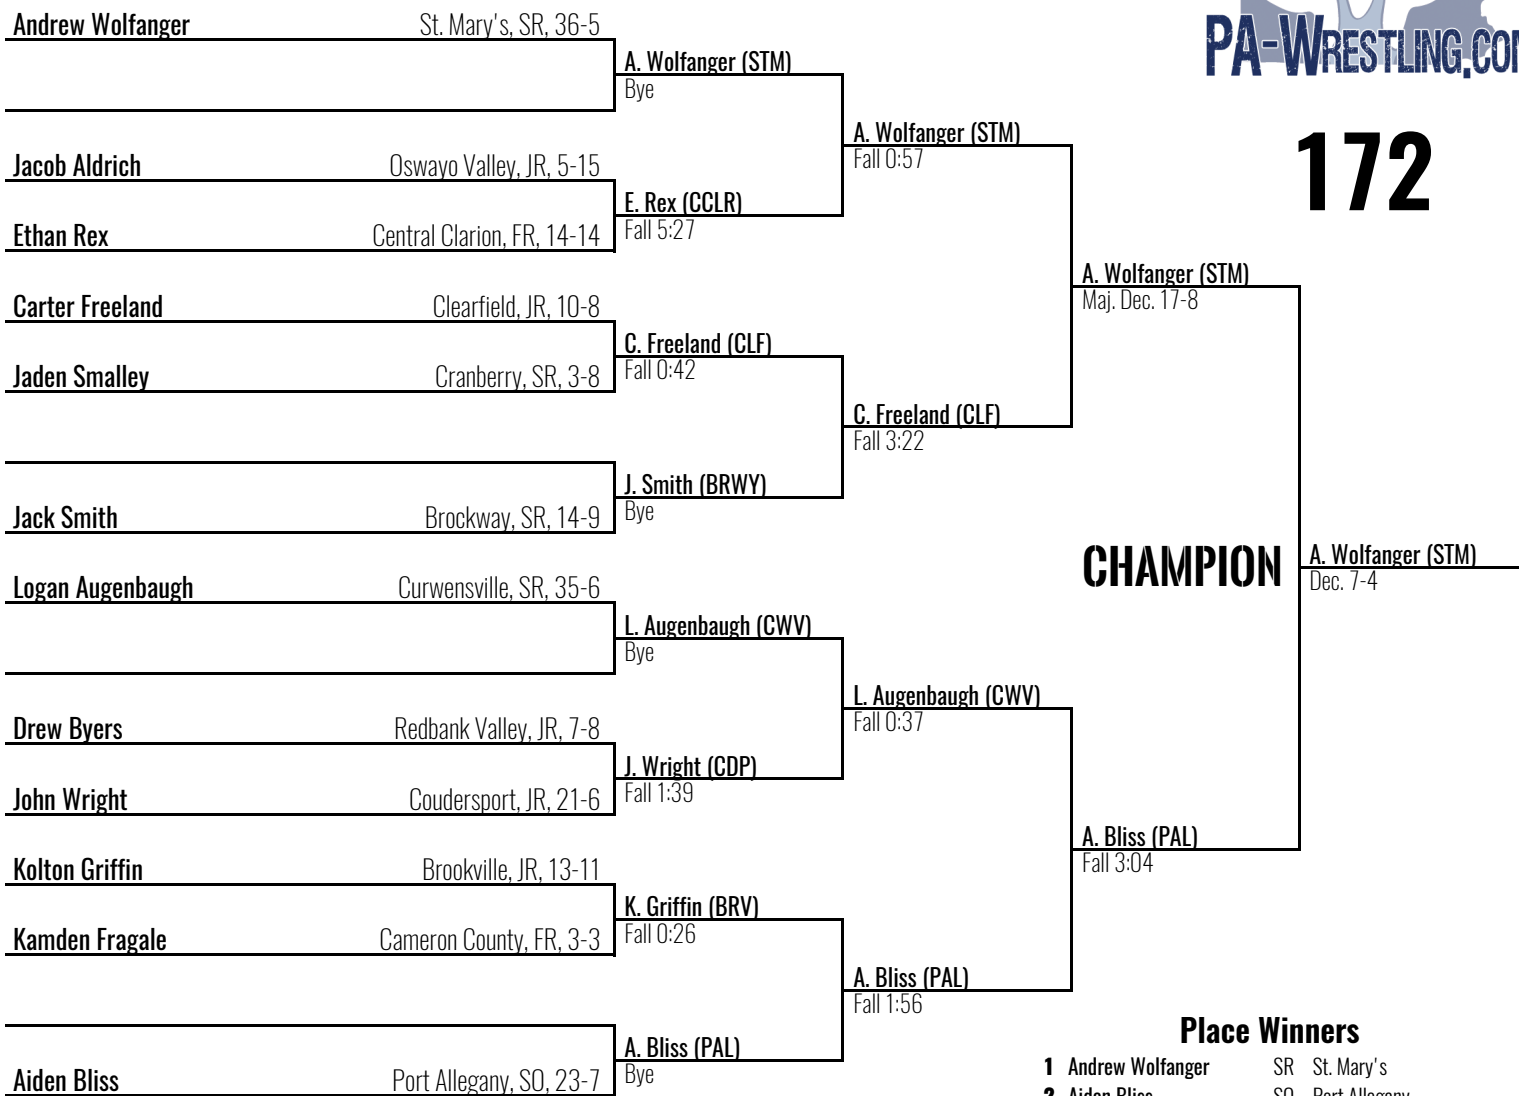 PA-WRESTLING.CO
172
Andrew Wolfanger St. Mary's, SR, 36-5
A. Wolfanger (STM)
Bye
Jacob Aldrich Oswayo Valley, JR, 5-15
E. Rex (CCLR)
Fall 5:27
Ethan Rex Central Clarion, FR, 14-14
A. Wolfanger (STM)
Fall 0:57
Carter Freeland Clearfield, JR, 10-8
C. Freeland (CLF)
Fall 0:42
Jaden Smalley Cranberry, SR, 3-8
C. Freeland (CLF)
Fall 3:22
J. Smith (BRWY)
Bye
Jack Smith Brockway, SR, 14-9
A. Wolfanger (STM)
Maj. Dec. 17-8
Logan Augenbaugh Curwensville, SR, 35-6
L. Augenbaugh (CWV)
Bye
CHAMPION A. Wolfanger (STM)
Dec. 7-4
Drew Byers Redbank Valley, JR, 7-8
J. Wright (CDP)
Fall 1:39
John Wright Coudersport, JR, 21-6
L. Augenbaugh (CWV)
Fall 0:37
Kolton Griffin Brookville, JR, 13-11
K. Griffin (BRV)
Fall 0:26
Kamden Fragale Cameron County, FR, 3-3
A. Bliss (PAL)
Fall 3:04
A. Bliss (PAL)
Fall 1:56
A. Bliss (PAL)
Bye
Aiden Bliss Port Allegany, SO, 23-7
Place Winners
1 Andrew Wolfanger SR St. Mary's
2 Aiden Bliss SO Port Allegany